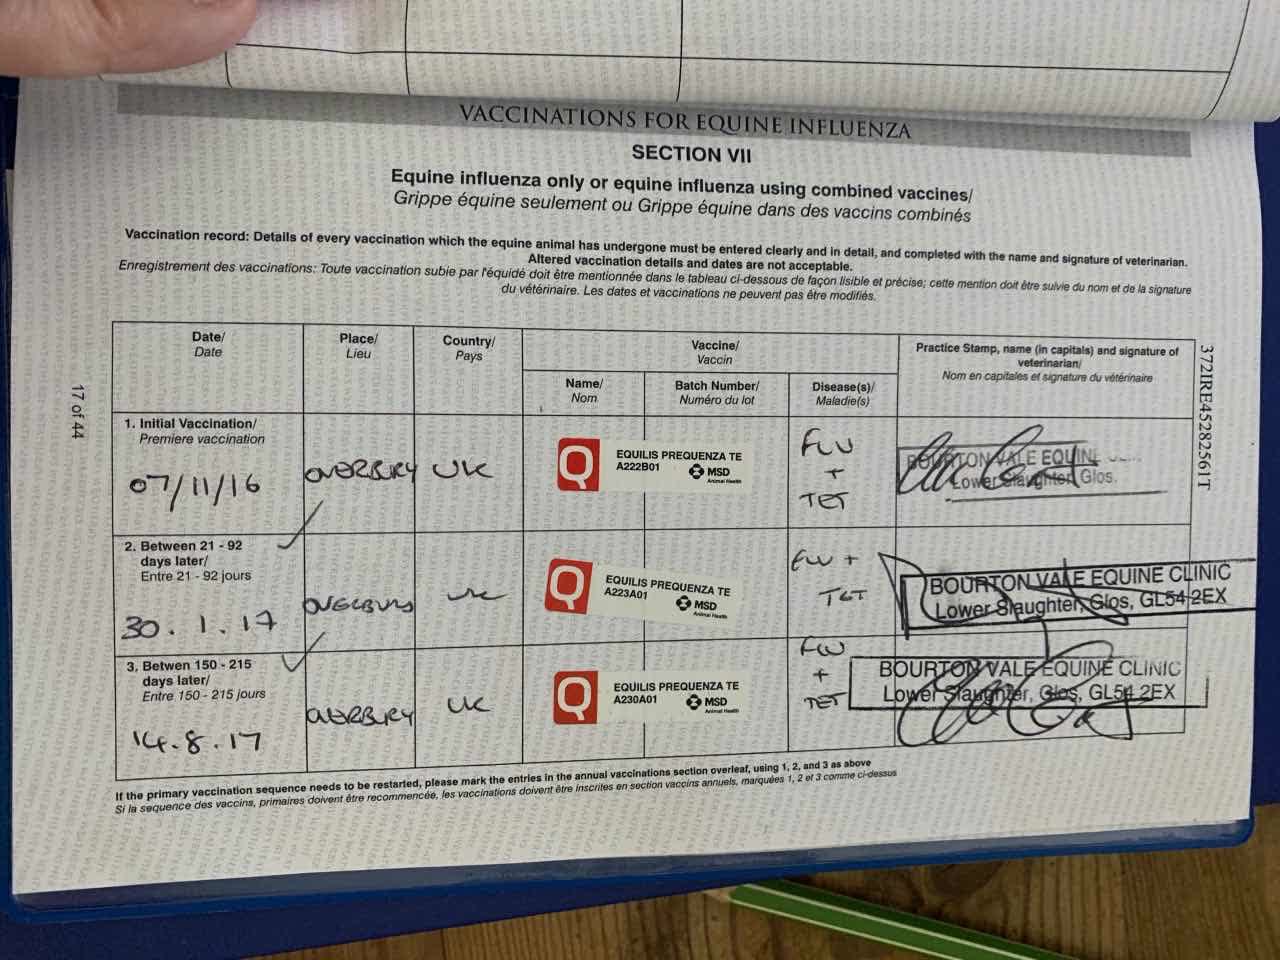 VACCINATIONS FOR EQUINE INFLUENZA
SECTION VII
Equine influenza only or equine influenza using combined vaccines/
Grippe équine seulement ou Grippe équine dans des vaccins combinés
Vaccination record: Details of every vaccination which the equine animal has undergone must be entered clearly and in detail, and completed with the name and signature of veterinarian.
Altered vaccination details and dates are not acceptable.
Enregistrement des vaccinations: Toute vaccination subie par l'équidé doit être mentionnée dans le tableau ci-dessous de façon lisible et précise; cette mention doit être suivie du nom et de la signature
du vétérinaire. Les dates et vaccinations ne peuvent pas être modifiés.
Date/
Date
Place/
Lieu
Country/
Pays
Vaccine/
Vaccin
Name/
Nom
Batch Number/
Numéro du lot
Disease(s)/
Maladie(s)
Practice Stamp, name (in capitals) and signature of
veterinarian/
Nom en capitales et signature du vétérinaire
1. Initial Vaccination/
Premiere vaccination
07/11/16
OVERBURY
UK
Q
EQUILIS PREQUENZA TE
A222B01
MSD
Animal Health
FLU
+
TET
BOURTON VALE EQUINE
Lower Slaughter, Glos.
2. Between 21 - 92
days later/
Entre 21 - 92 jours
30.1.17
OVERBURY
UK
Q
EQUILIS PREQUENZA TE
A223A01
MSD
Animal Health
FLU +
TET
BOURTON VALE EQUINE CLINIC
Lower Slaughter, Glos, GL54 2EX
3. Betwen 150 - 215
days later/
Entre 150 - 215 jours
14.8.17
OVERBURY
UK
Q
EQUILIS PREQUENZA TE
A230A01
MSD
Animal Health
FLU
+
TET
BOURTON VALE EQUINE CLINIC
Lower Slaughter, Glos, GL54 2EX
If the primary vaccination sequence needs to be restarted, please mark the entries in the annual vaccinations section overleaf, using 1, 2, and 3 as above
Si la sequence des vaccins, primaires doivent être recommencée, les vaccinations doivent être inscrites en section vaccins annuels, marquées 1, 2 et 3 comme ci-dessus
17 of 44
372IRE45282561T